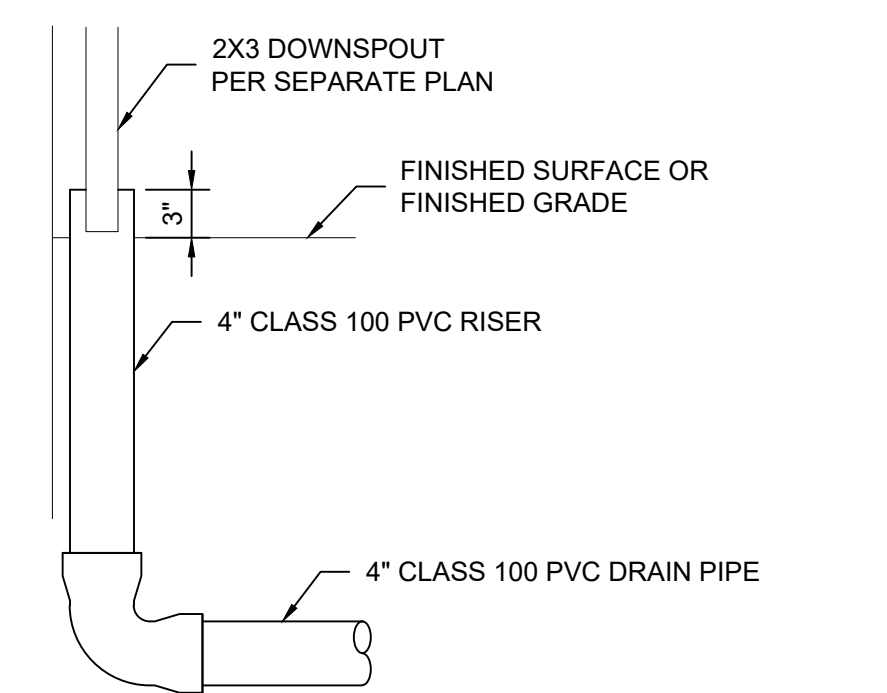 2X3 DOWNSPOUT
PER SEPARATE PLAN
FINISHED SURFACE OR
FINISHED GRADE
3"
4" CLASS 100 PVC RISER
4" CLASS 100 PVC DRAIN PIPE